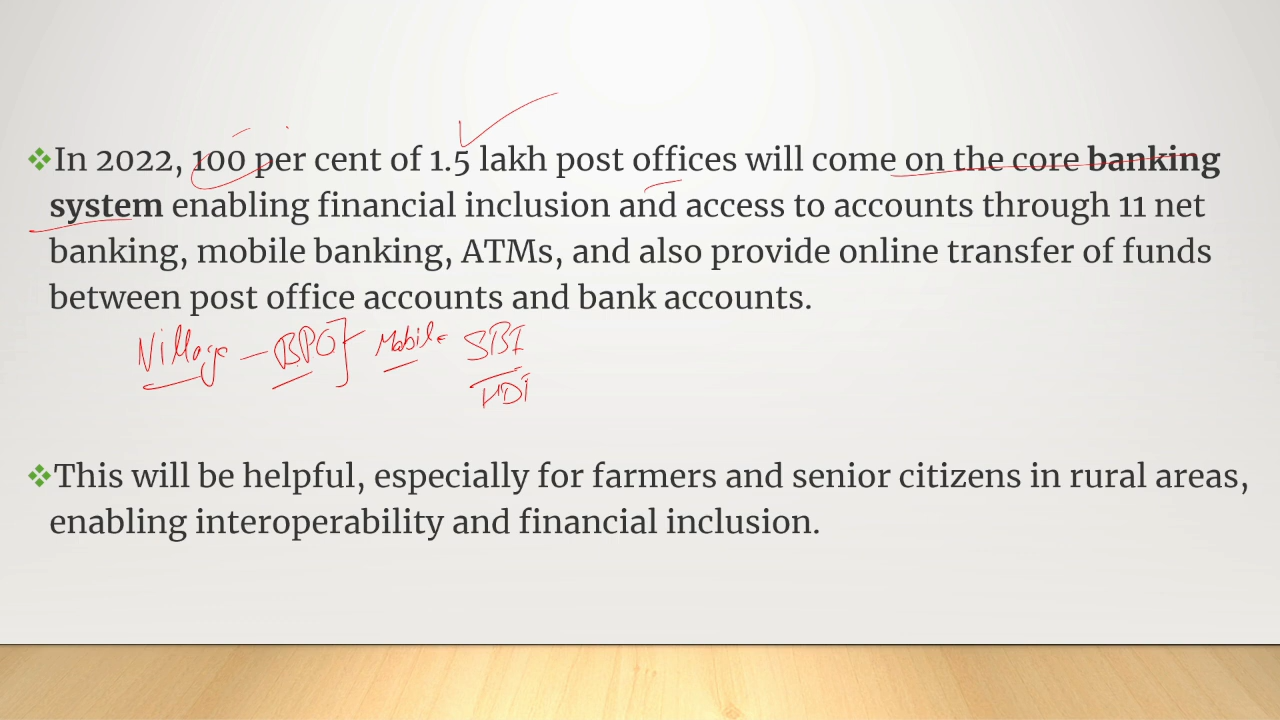 ❖In 2022, 100 per cent of 1.5 lakh post offices will come on the core banking
system enabling financial inclusion and access to accounts through 11 net
banking, mobile banking, ATMs, and also provide online transfer of funds
between post office accounts and bank accounts.
Village - BPO} Mobile SBI
❖This will be helpful, especially for farmers and senior citizens in rural areas,
enabling interoperability and financial inclusion.